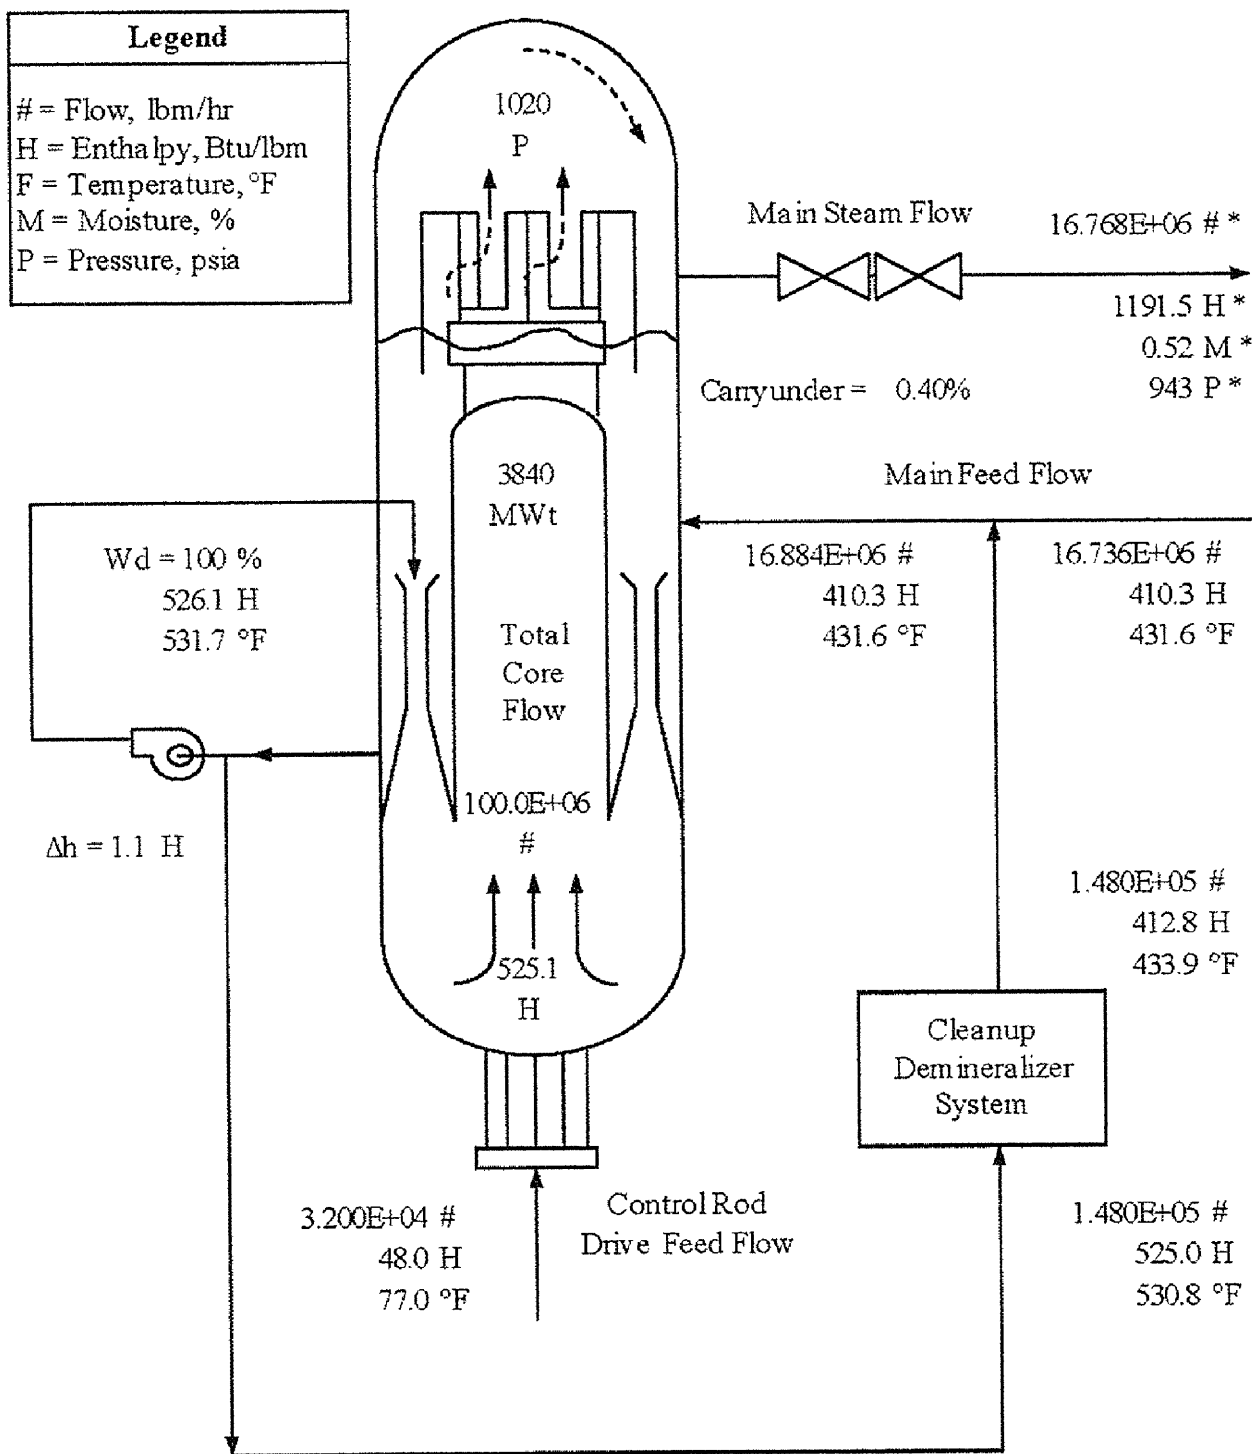 Legend
# = Flow, lbm/hr
H = Enthalpy, Btu/lbm
F = Temperature, °F
M = Moisture, %
P = Pressure, psia
1020
P
Main Steam Flow
16.768E+06 # *
1191.5 H *
0.52 M *
943 P *
Carryunder = 0.40%
3840
MWt
Main Feed Flow
Wd = 100 %
526.1 H
531.7 °F
16.884E+06 #
410.3 H
431.6 °F
16.736E+06 #
410.3 H
431.6 °F
Total
Core
Flow
100.0E+06
#
Δh = 1.1 H
1.480E+05 #
412.8 H
433.9 °F
525.1
H
Cleanup
Demineralizer
System
3.200E+04 #
48.0 H
77.0 °F
Control Rod
Drive Feed Flow
1.480E+05 #
525.0 H
530.8 °F